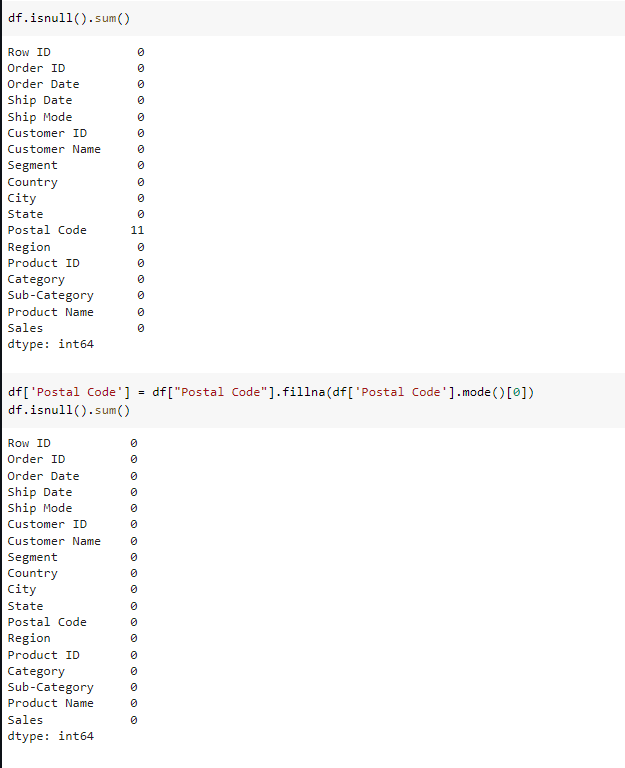 df.isnull().sum()
Row ID 0
Order ID 0
Order Date 0
Ship Date 0
Ship Mode 0
Customer ID 0
Customer Name 0
Segment 0
Country 0
City 0
State 0
Postal Code 11
Region 0
Product ID 0
Category 0
Sub-Category 0
Product Name 0
Sales 0
dtype: int64
df['Postal Code'] = df["Postal Code"].fillna(df['Postal Code'].mode()[0])
df.isnull().sum()
Row ID 0
Order ID 0
Order Date 0
Ship Date 0
Ship Mode 0
Customer ID 0
Customer Name 0
Segment 0
Country 0
City 0
State 0
Postal Code 0
Region 0
Product ID 0
Category 0
Sub-Category 0
Product Name 0
Sales 0
dtype: int64